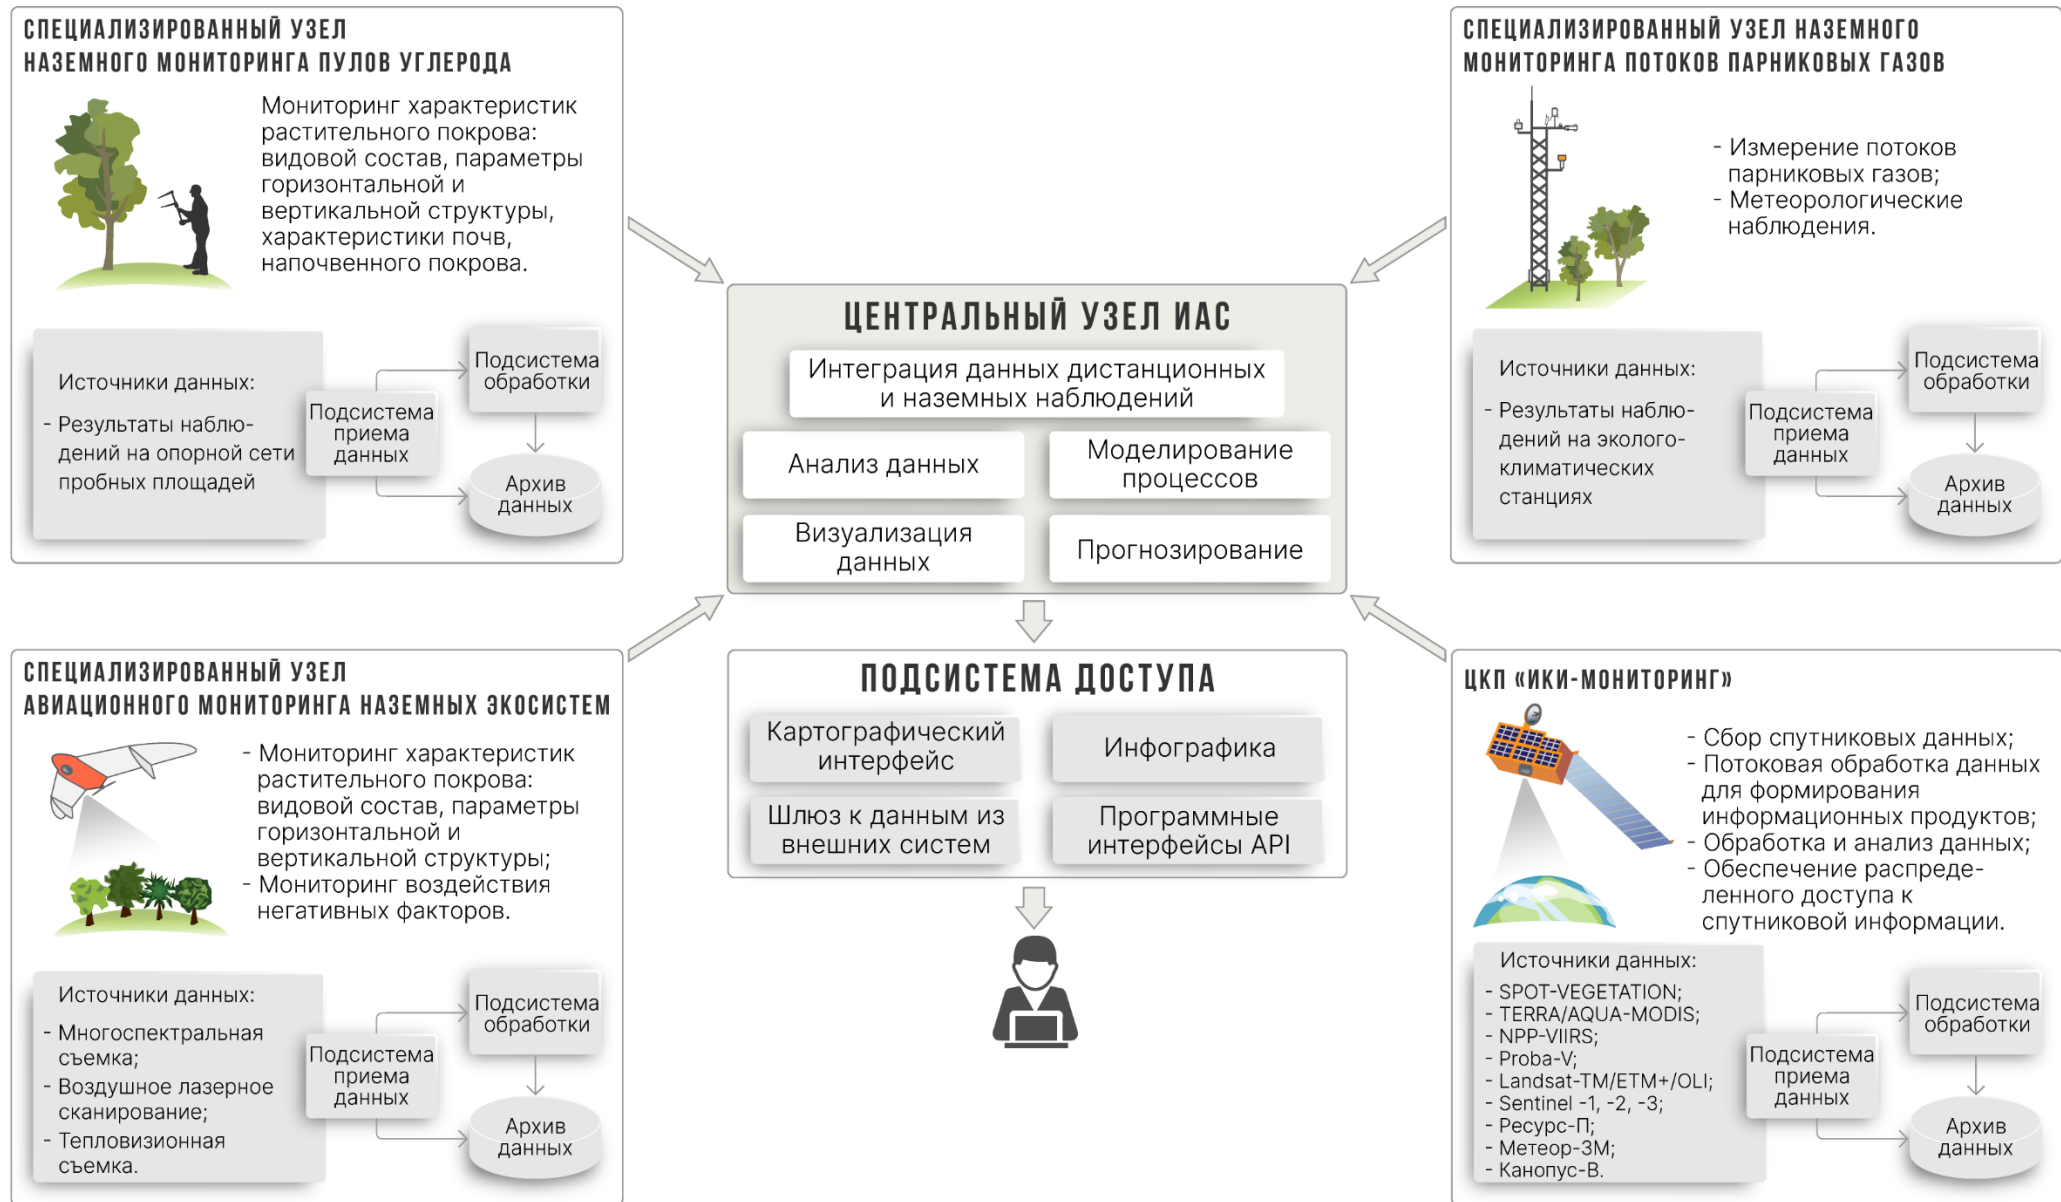 СПЕЦИАЛИЗИРОВАННЫЙ УЗЕЛ
НАЗЕМНОГО МОНИТОРИНГА ПУЛОВ УГЛЕРОДА
Мониторинг характеристик
растительного покрова:
видовой состав, параметры
горизонтальной и
вертикальной структуры,
характеристики почв,
напочвенного покрова.
Источники данных:
- Результаты наблю-
дений на опорной сети
пробных площадей
Подсистема
приема
данных
Подсистема
обработки
Архив
данных
СПЕЦИАЛИЗИРОВАННЫЙ УЗЕЛ НАЗЕМНОГО
МОНИТОРИНГА ПОТОКОВ ПАРНИКОВЫХ ГАЗОВ
- Измерение потоков
парниковых газов;
- Метеорологические
наблюдения.
Источники данных:
- Результаты наблю-
дений на эколого-
климатических
станциях
Подсистема
приема
данных
Подсистема
обработки
Архив
данных
ЦЕНТРАЛЬНЫЙ УЗЕЛ ИАС
Интеграция данных дистанционных
и наземных наблюдений
Анализ данных
Моделирование
процессов
Визуализация
данных
Прогнозирование
ПОДСИСТЕМА ДОСТУПА
Картографический
интерфейс
Инфографика
Шлюз к данным из
внешних систем
Программные
интерфейсы API
СПЕЦИАЛИЗИРОВАННЫЙ УЗЕЛ
АВИАЦИОННОГО МОНИТОРИНГА НАЗЕМНЫХ ЭКОСИСТЕМ
- Мониторинг характеристик
растительного покрова:
видовой состав, параметры
горизонтальной и
вертикальной структуры;
- Мониторинг воздействия
негативных факторов.
Источники данных:
- Многоспектральная
съемка;
- Воздушное лазерное
сканирование;
- Тепловизионная
съемка.
Подсистема
приема
данных
Подсистема
обработки
Архив
данных
ЦКП «ИКИ-МОНИТОРИНГ»
- Сбор спутниковых данных;
- Потоковая обработка данных
для формирования
информационных продуктов;
- Обработка и анализ данных;
- Обеспечение распреде-
ленного доступа к
спутниковой информации.
Источники данных:
- SPOT-VEGETATION;
- TERRA/AQUA-MODIS;
- NPP-VIIRS;
- Proba-V;
- Landsat-TM/ETM+/OLI;
- Sentinel -1, -2, -3;
- Ресурс-П;
- Метеор-3М;
- Канопус-В.
Подсистема
приема
данных
Подсистема
обработки
Архив
данных